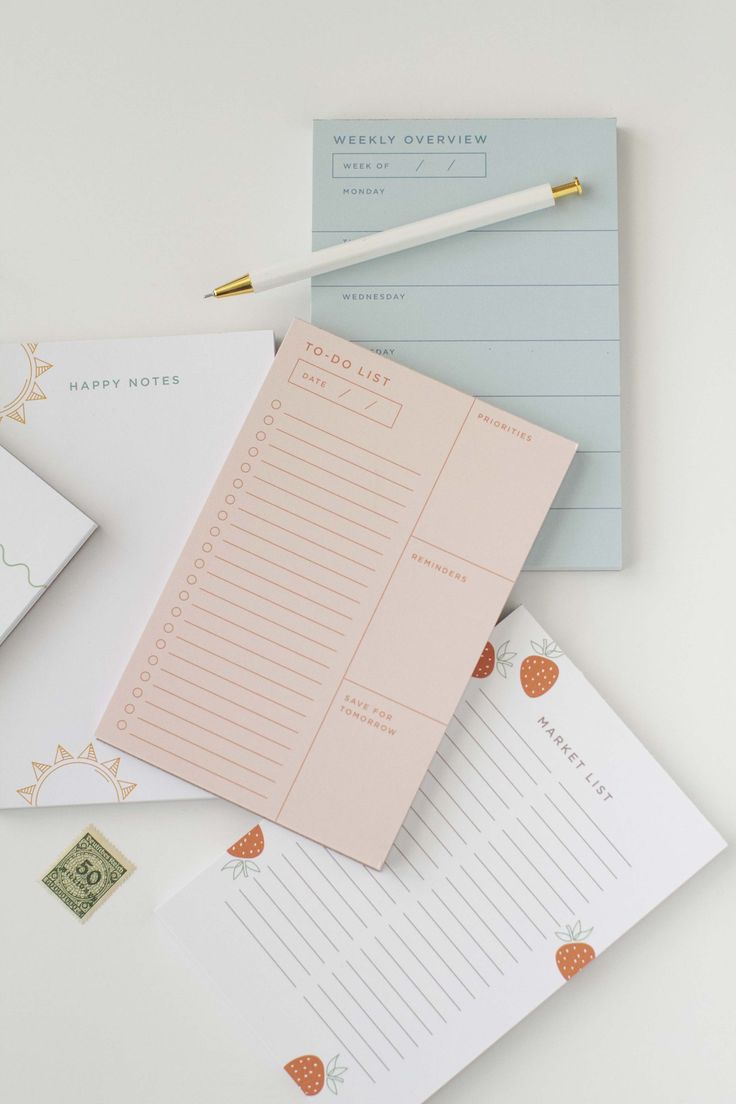 WEEKLY OVERVIEW
WEEK OF / /
MONDAY
WEDNESDAY
HAPPY NOTES
TO-DO LIST
DATE / /
PRIORITIES
REMINDERS
SAVE FOR
TOMORROW
MARKET LIST
50